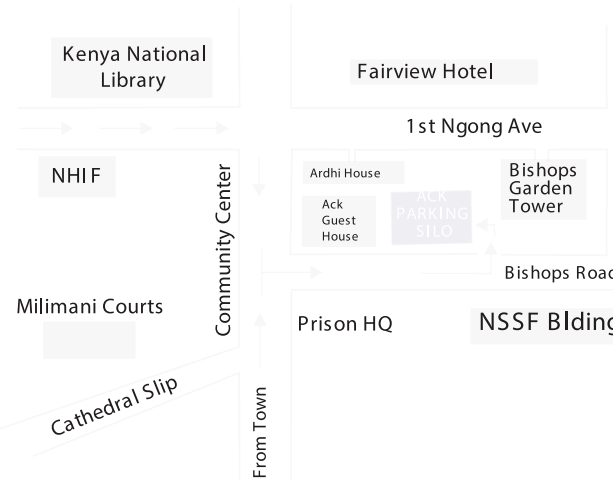 Kenya National
Library
Fairview Hotel
1st Ngong Ave
NHIF
Ardhi House
Bishops
Garden
Tower
Ack
Guest
House
ACK
PARKING
SILO
Community Center
Bishops Road
Milimani Courts
Prison HQ
NSSF Blding
Cathedral Slip
From Town